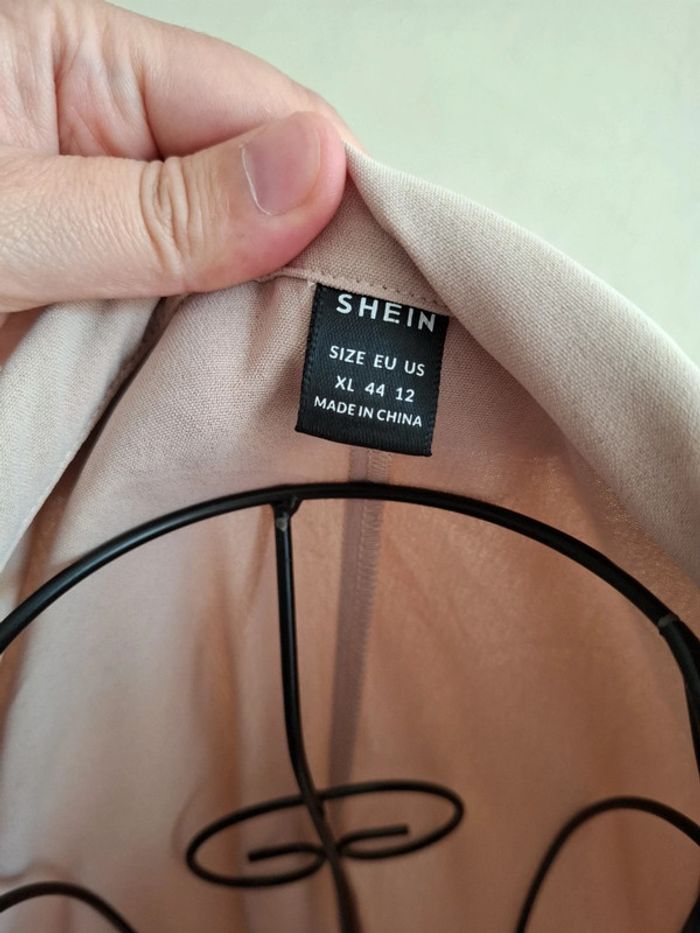 SHEIN
SIZE EU US
XL 44 12
MADE IN CHINA